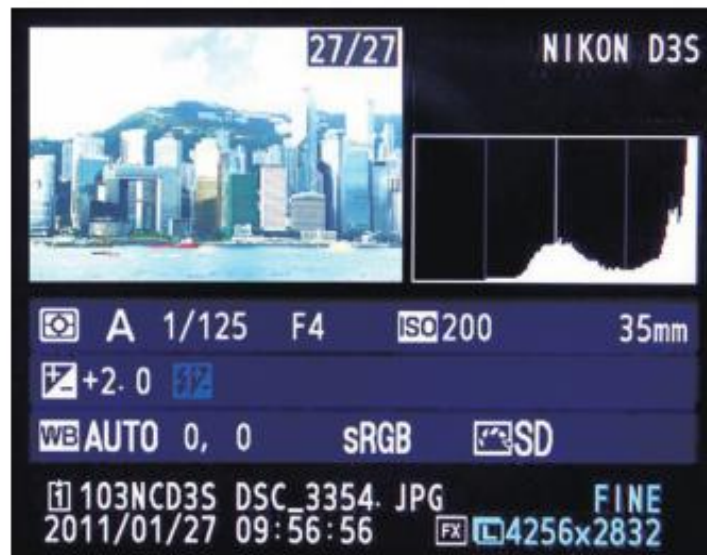 27/27
NIKON D3S
A 1/125 F4 ISO 200 35mm
+2.0
WB AUTO 0, 0 sRGB SD
1 103NCD3S DSC_3354.JPG FINE
2011/01/27 09:56:56 FX L 4256x2832